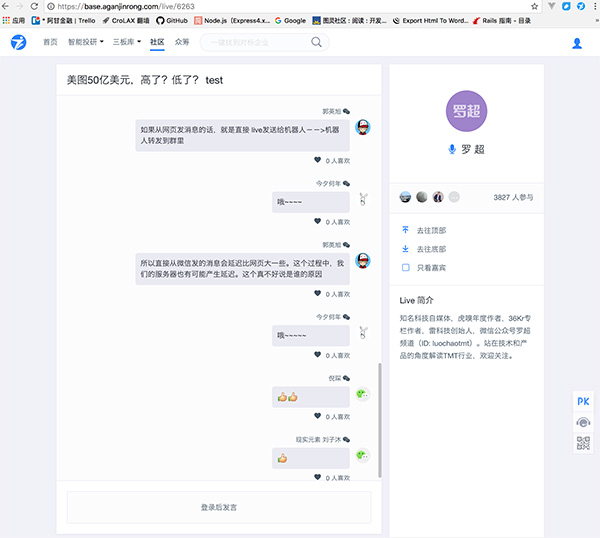 https://base.aganjinrong.com/live/6263
应用
* 阿甘金融 | Trello
CroLAX 翻墙
GitHub
Node.js（Express4.x...
Google
图灵社区：阅读：开发...
Export Html To Word...
Rails 指南 - 目录
首页
智能投研
三板库
社区
众筹
美图50亿美元，高了？低了？ test
郭英旭
如果从网页发消息的话，就是直接 live发送给机器人－－>机器
人转发到群里
0 人喜欢
今夕何年
哦~~~~
0 人喜欢
郭英旭
所以直接从微信发的消息会延迟比网页大一些。这个过程中，我
们的服务器也有可能产生延迟。这个真不好说是谁的原因
0 人喜欢
今夕何年
哦~~~~~
0 人喜欢
倪琛
0 人喜欢
现实元素 刘子沐
0 人喜欢
登录后发言
罗超
罗 超
3827 人参与
去往顶部
去往底部
只看嘉宾
Live 简介
知名科技自媒体，虎嗅年度作者，36Kr专
栏作者，雷科技创始人，微信公众号罗超
频道（ID: luochaotmt）。站在技术和产
品的角度解读TMT行业，欢迎关注。
PK